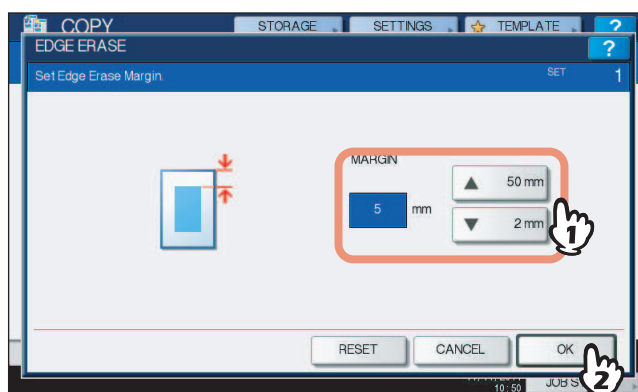 COPY STORAGE SETTINGS TEMPLATE ?
EDGE ERASE ?
Set Edge Erase Margin. SET 1
MARGIN
50 mm
5 mm
2 mm
1
RESET CANCEL OK
2
10:50 JOB S